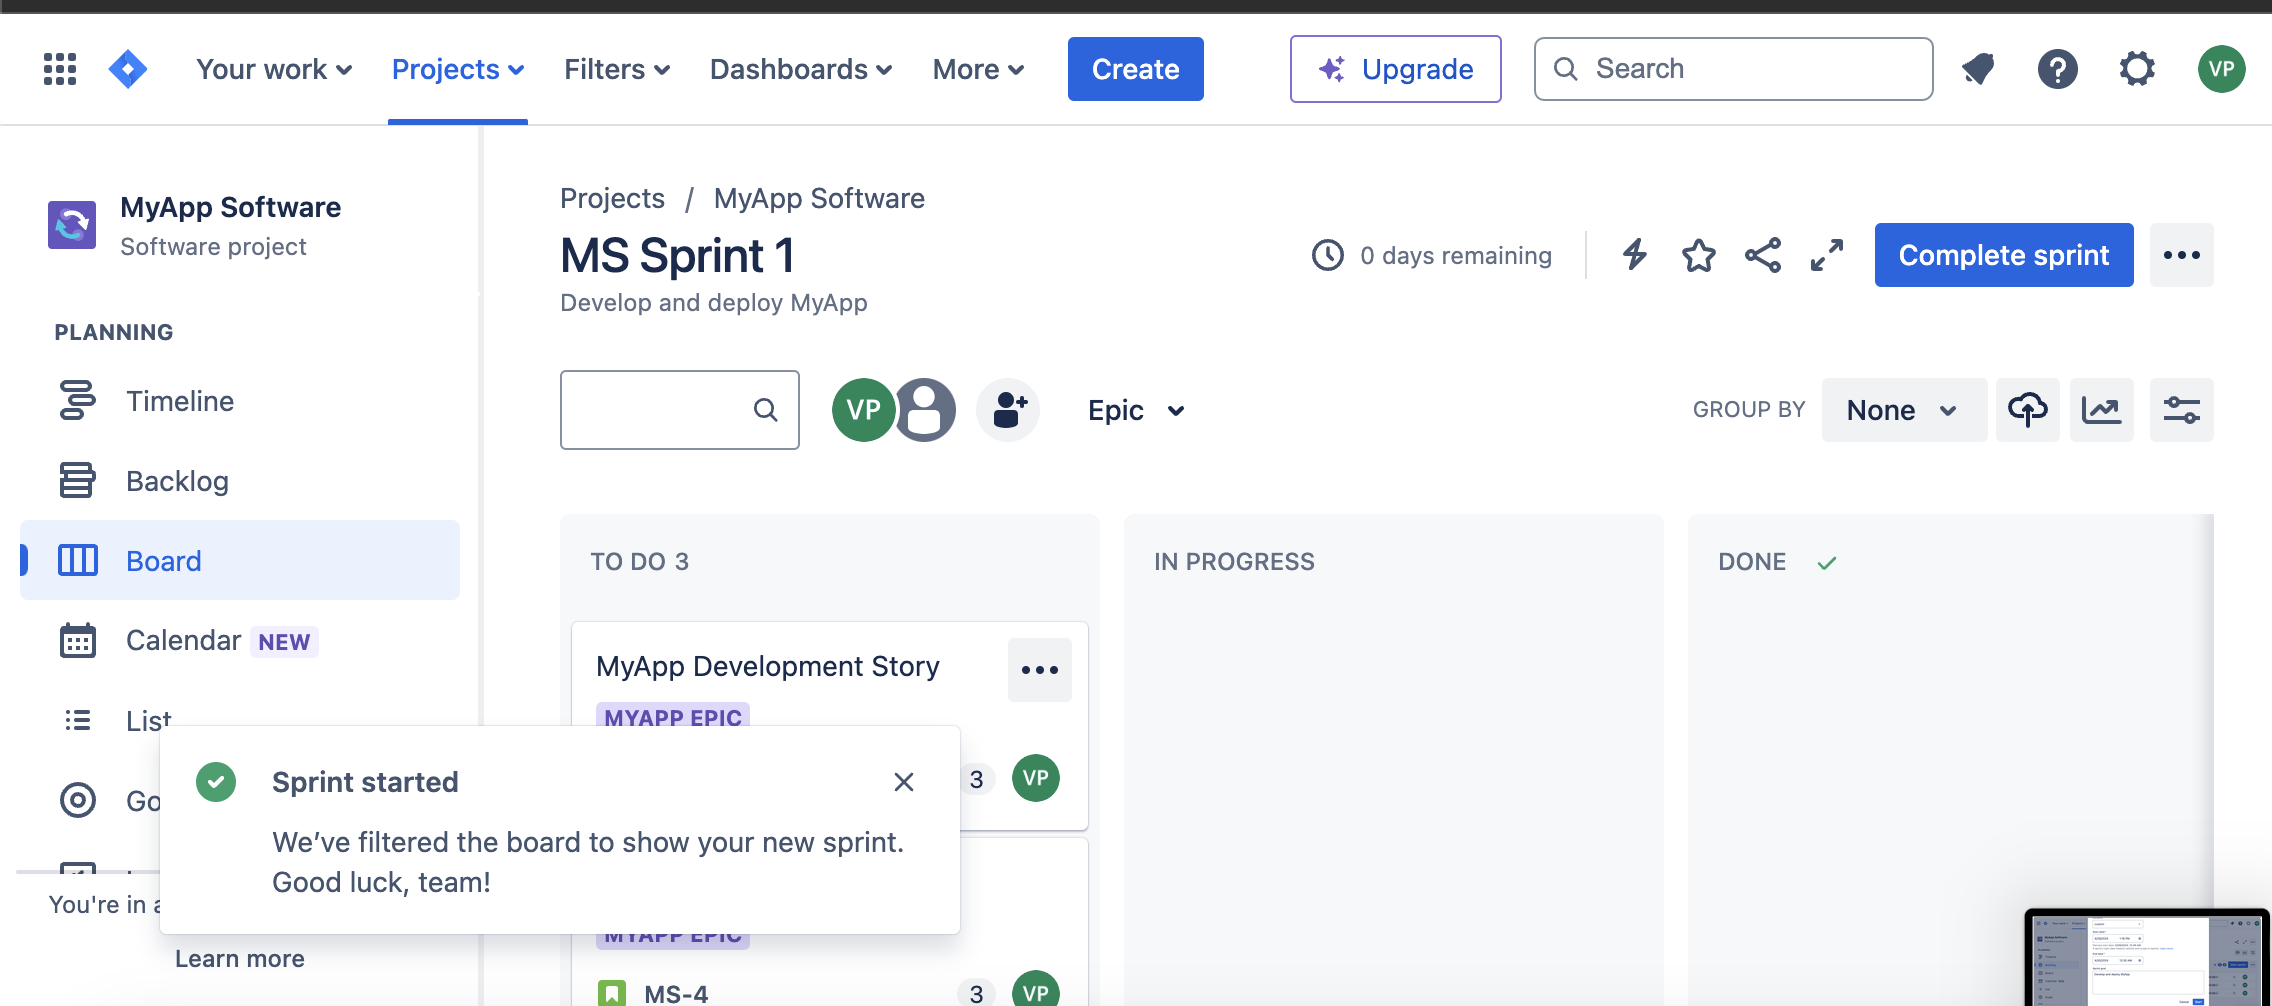 Your work
Projects
Filters
Dashboards
More
Create
Upgrade
Search
VP
MyApp Software
Software project
PLANNING
Timeline
Backlog
Board
Calendar NEW
List
Go
You're in a
Learn more
Projects / MyApp Software
MS Sprint 1
Develop and deploy MyApp
0 days remaining
Complete sprint
VP
Epic
GROUP BY
None
TO DO 3
IN PROGRESS
DONE
MyApp Development Story
MYAPP EPIC
3
VP
Sprint started
We've filtered the board to show your new sprint.
Good luck, team!
MYAPP EPIC
MS-4
3
VP